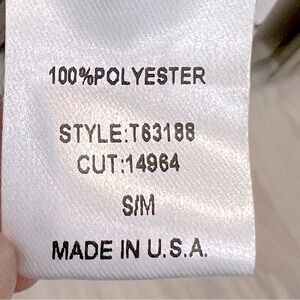 100%POLYESTER
STYLE:T63188
CUT:14964
S/M
MADE IN U.S.A.